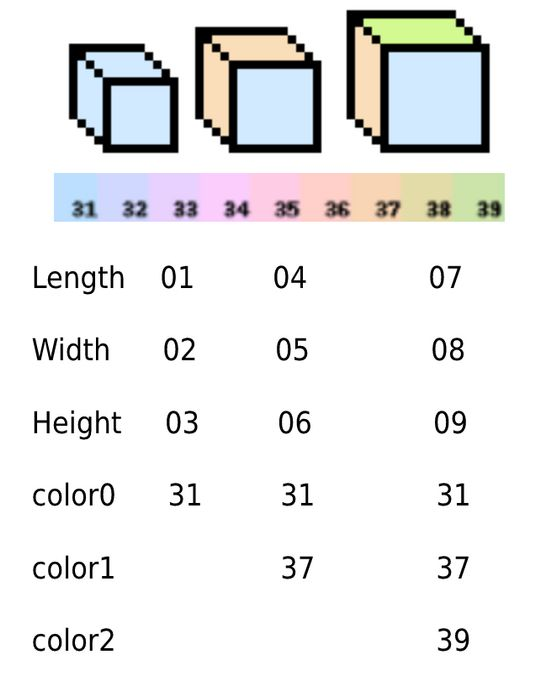 31 32 33 34 35 36 37 38 39
Length 01 04 07
Width 02 05 08
Height 03 06 09
color0 31 31 31
color1 37 37
color2 39